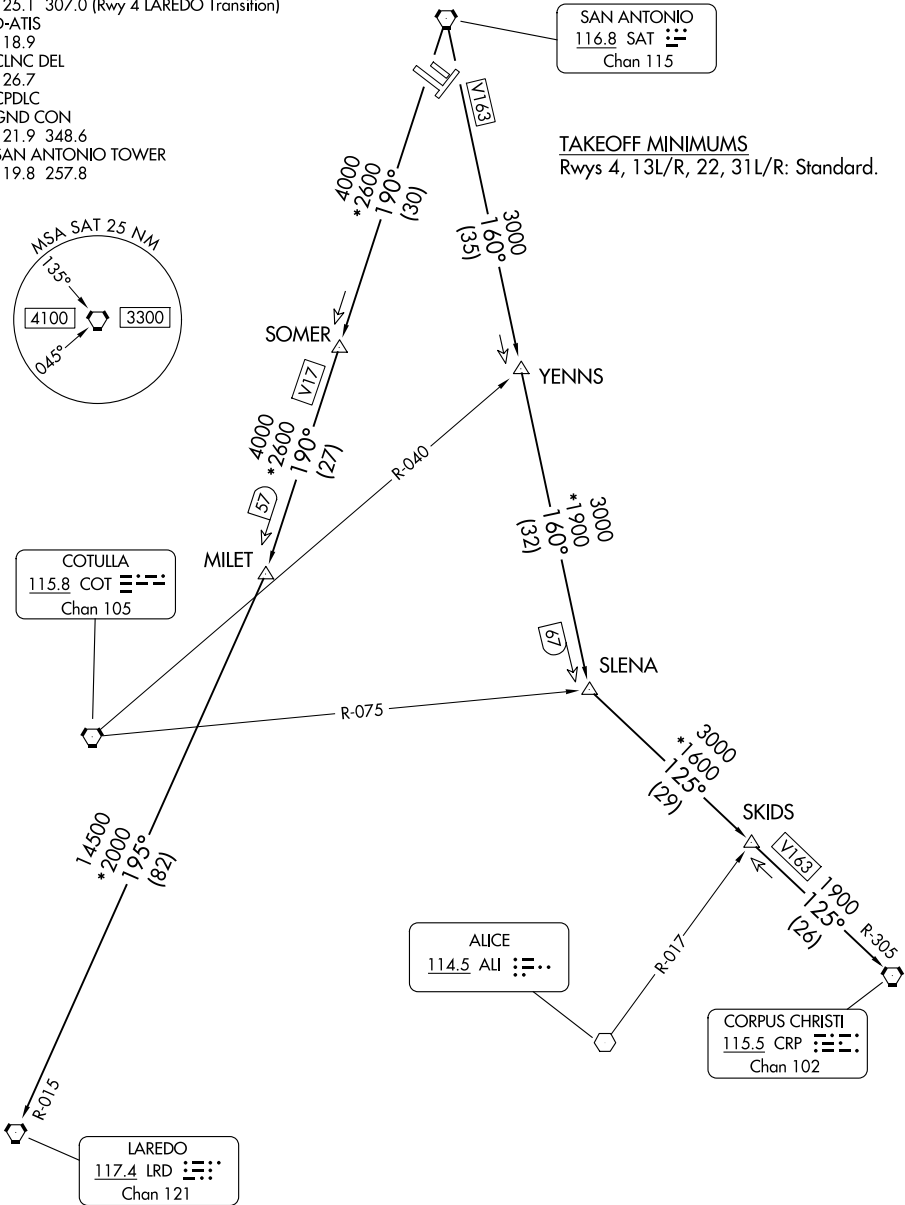 25.1 307.0 (Rwy 4 LAREDO Transition)
D-ATIS
18.9
CLNC DEL
26.7
CPDLC
GND CON
21.9 348.6
SAN ANTONIO TOWER
19.8 257.8
SAN ANTONIO
116.8 SAT
Chan 115
TAKEOFF MINIMUMS
Rwys 4, 13L/R, 22, 31L/R: Standard.
V163
4000
*2600
190°
(30)
3000
160°
(35)
MSA SAT 25 NM
135°
4100
3300
045°
SOMER
YENNS
V17
4000
*2600
190°
(27)
R-040
57
MILET
3000
*1900
160°
(32)
COTULLA
115.8 COT
Chan 105
67
SLENA
R-075
3000
*1600
125°
(29)
SKIDS
14500
*2000
195°
(82)
V163
1900
125°
(26)
R-305
ALICE
114.5 ALI
R-017
CORPUS CHRISTI
115.5 CRP
Chan 102
R-015
LAREDO
117.4 LRD
Chan 121